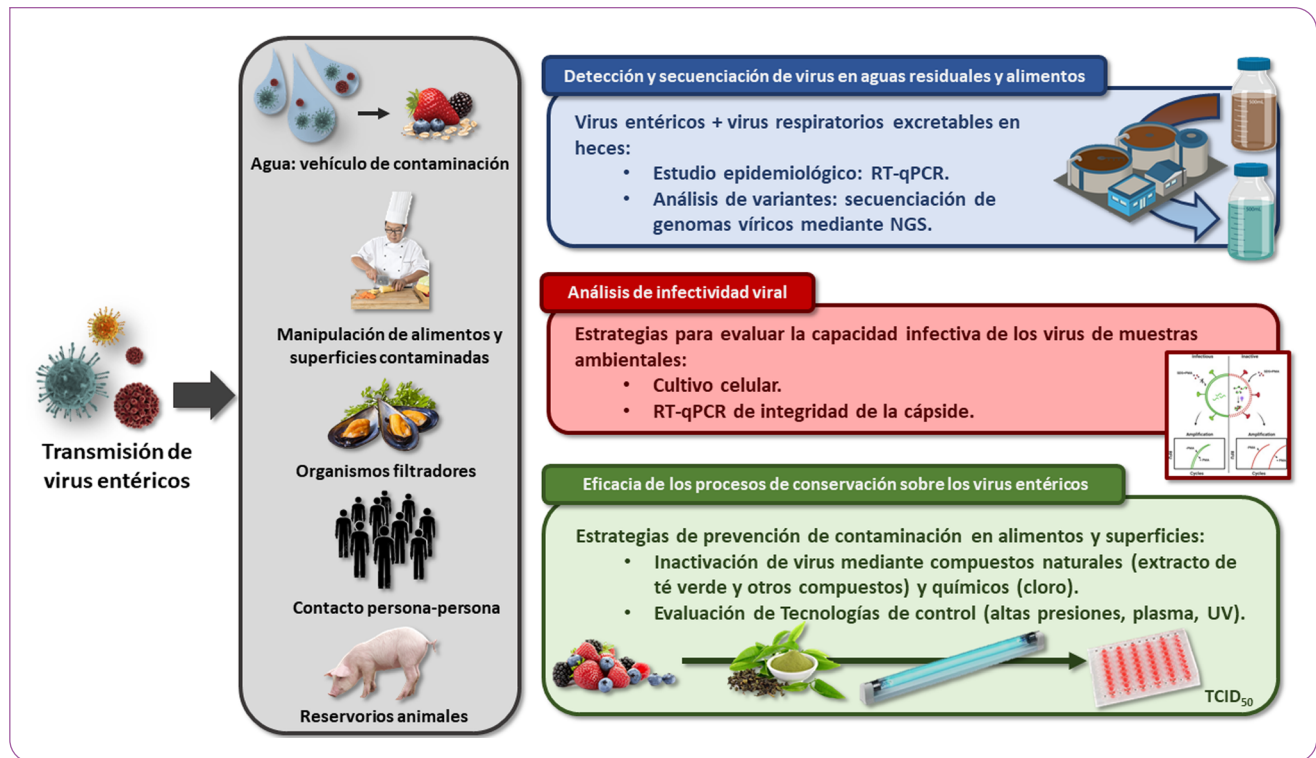 Transmisión de
virus entéricos
Agua: vehículo de contaminación
Manipulación de alimentos y
superficies contaminadas
Organismos filtradores
Contacto persona-persona
Reservorios animales
Detección y secuenciación de virus en aguas residuales y alimentos
Virus entéricos + virus respiratorios excretables en
heces:
• Estudio epidemiológico: RT-qPCR.
• Análisis de variantes: secuenciación de
genomas víricos mediante NGS.
Análisis de infectividad viral
Estrategias para evaluar la capacidad infectiva de los virus de muestras
ambientales:
• Cultivo celular.
• RT-qPCR de integridad de la cápside.
Infectious
Inactive
Amplification
Amplification
Cycles
Cycles
Eficacia de los procesos de conservación sobre los virus entéricos
Estrategias de prevención de contaminación en alimentos y superficies:
• Inactivación de virus mediante compuestos naturales (extracto de
té verde y otros compuestos) y químicos (cloro).
• Evaluación de Tecnologías de control (altas presiones, plasma, UV).
TCID₅₀